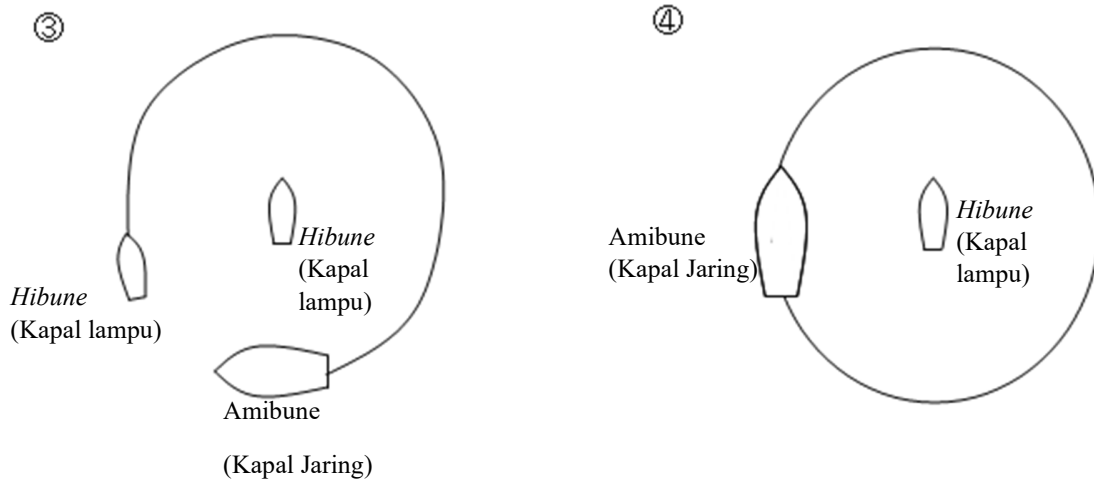 ③
Hibune
(Kapal
lampu)
Hibune
(Kapal lampu)
Amibune
(Kapal Jaring)
④
Amibune
(Kapal Jaring)
Hibune
(Kapal
lampu)